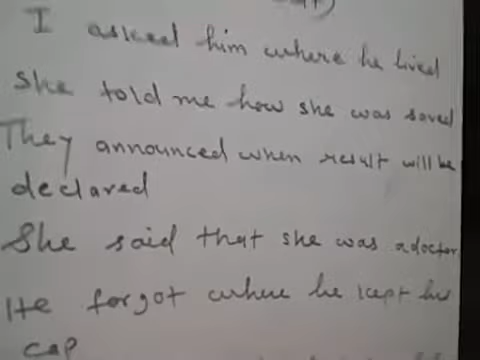 I asked him where he lived
She told me how she was saved
They announced when result will be
declared
She said that she was a doctor
He forgot where he kept his
cap